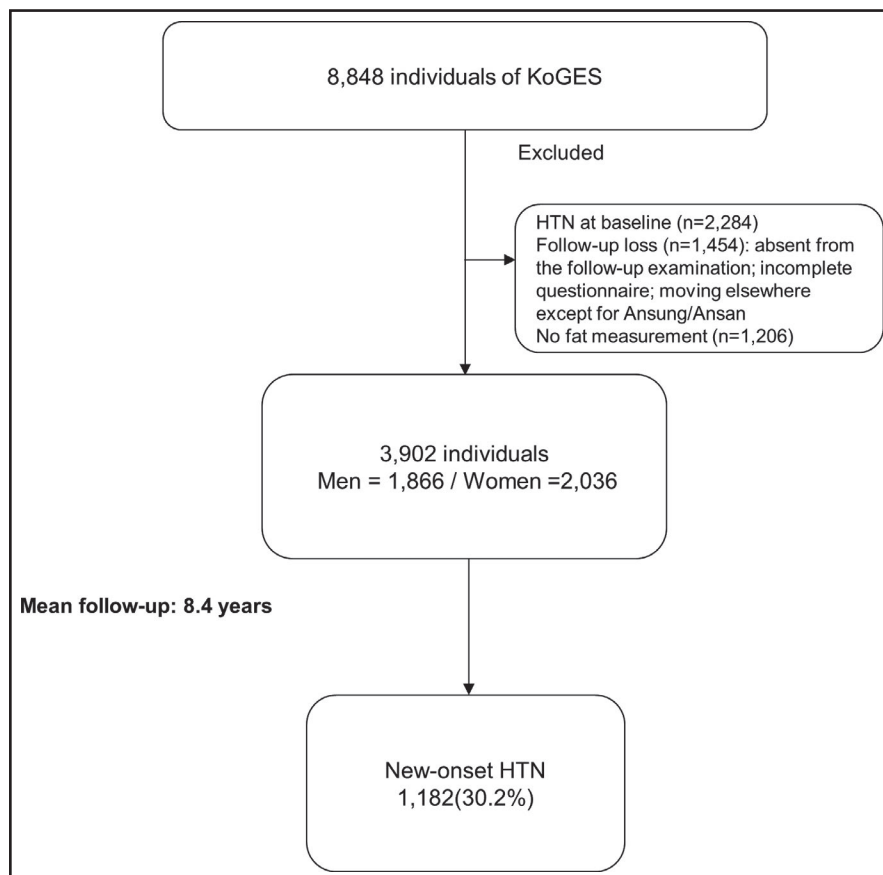 8,848 individuals of KoGES
Excluded
HTN at baseline (n=2,284)
Follow-up loss (n=1,454): absent from
the follow-up examination; incomplete
questionnaire; moving elsewhere
except for Ansung/Ansan
No fat measurement (n=1,206)
3,902 individuals
Men = 1,866 / Women =2,036
Mean follow-up: 8.4 years
New-onset HTN
1,182(30.2%)